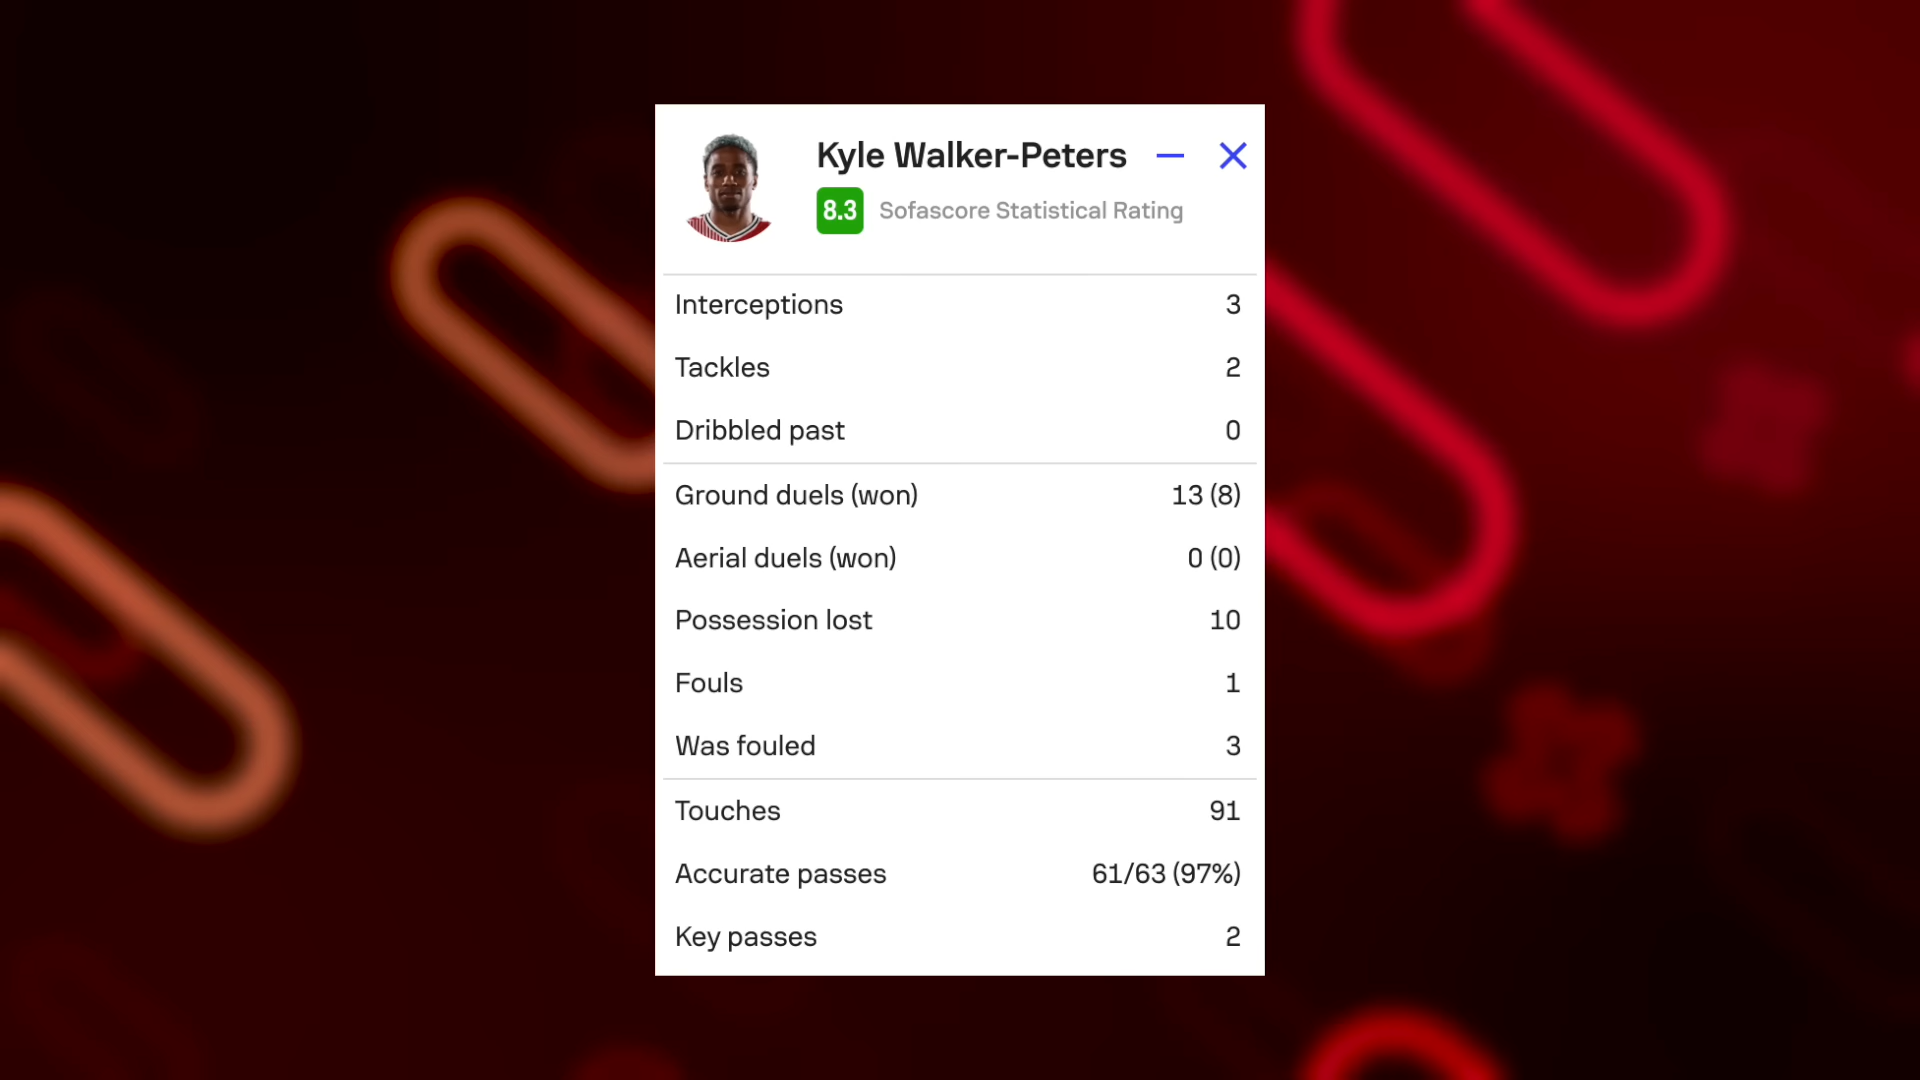 Kyle Walker-Peters
8.3 Sofascore Statistical Rating
Interceptions 3
Tackles 2
Dribbled past 0
Ground duels (won) 13 (8)
Aerial duels (won) 0 (0)
Possession lost 10
Fouls 1
Was fouled 3
Touches 91
Accurate passes 61/63 (97%)
Key passes 2